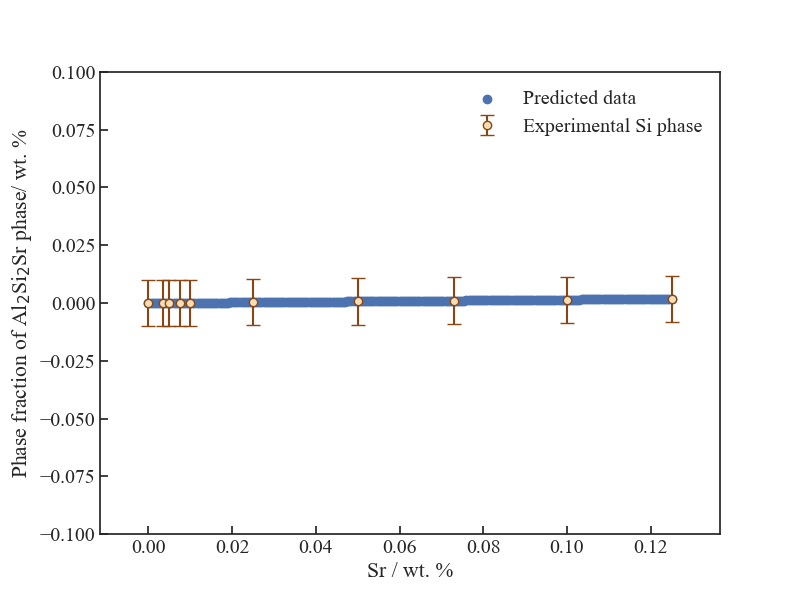 Phase fraction of Al2Si2Sr phase/ wt. %
0.100
0.075
0.050
0.025
0.000
−0.025
−0.050
−0.075
−0.100
Predicted data
Experimental Si phase
0.00 0.02 0.04 0.06 0.08 0.10 0.12
Sr / wt. %